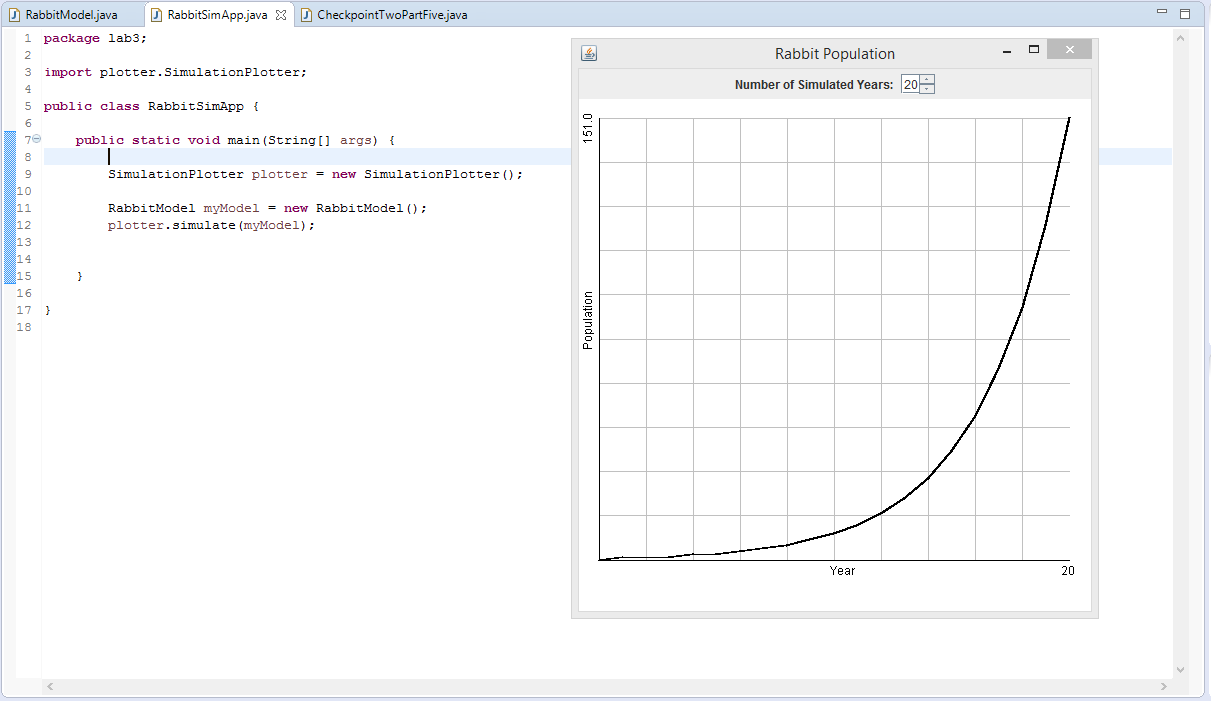 RabbitModel.java RabbitSimApp.java CheckpointTwoPartFive.java
1 package lab3;
2
3 import plotter.SimulationPlotter;
4
5 public class RabbitSimApp {
6
7 public static void main(String[] args) {
8
9 SimulationPlotter plotter = new SimulationPlotter();
10
11 RabbitModel myModel = new RabbitModel();
12 plotter.simulate(myModel);
13
14
15 }
16
17 }
18
Rabbit Population
Number of Simulated Years: 20
151.0
Population
Year 20